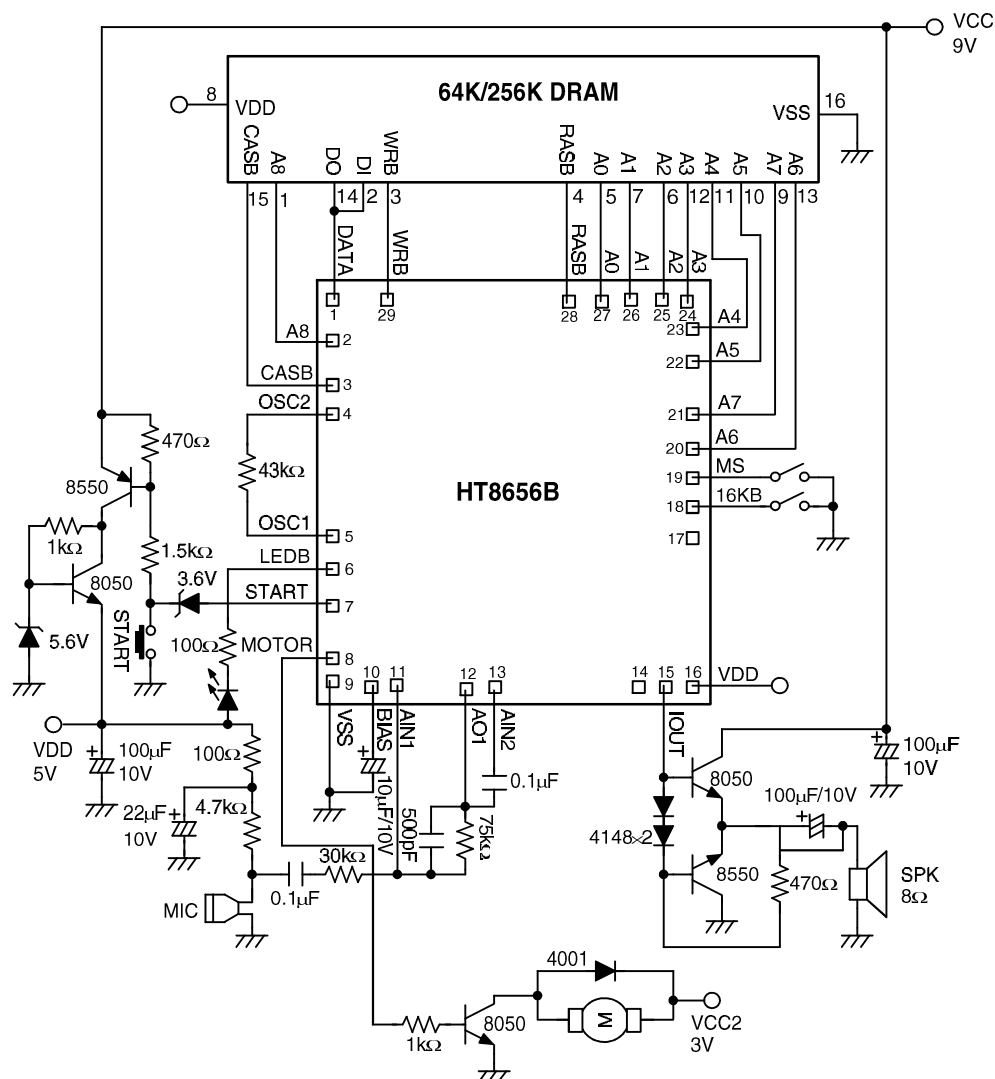 VCC
9V
64K/256K DRAM
8
VDD
VSS
16
CASB
A8
DO
DI
WRB
RASB
A0
A1
A2
A3
A4
A5
A7
A6
15
1
14
2
3
4
5
7
6
12
11
10
9
13
DATA
WRB
RASB
A0
A1
A2
A3
1
29
28
27
26
25
24
A8
2
23
A4
22
A5
CASB
3
OSC2
4
21
A7
470Ω
20
A6
43kΩ
19
MS
8550
HT8656B
18
16KB
1kΩ
OSC1
5
17
1.5kΩ
LEDB
6
8050
3.6V
START
7
START
5.6V
100Ω
MOTOR
8
9
10
11
12
13
14
15
16
VDD
VSS
BIAS
AIN1
AO1
AIN2
IOUT
VDD
5V
100µF
10V
100Ω
10µF/10V
0.1µF
8050
100µF
10V
100µF/10V
22µF
10V
4.7kΩ
500pF
75kΩ
4148×2
30kΩ
8550
470Ω
SPK
8Ω
MIC
0.1µF
4001
M
VCC2
3V
8050
1kΩ